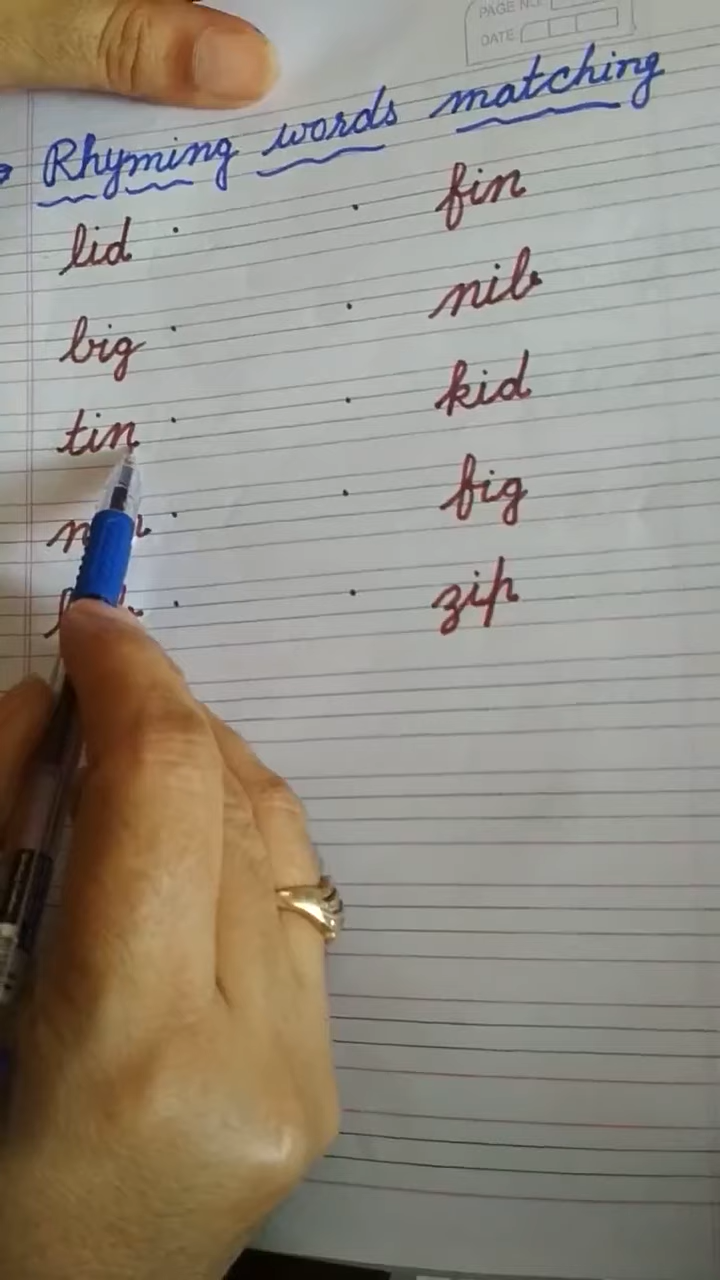 PAGE NO.
DATE
Rhyming words matching
lid fin
big nib
tin kid
fig
zip